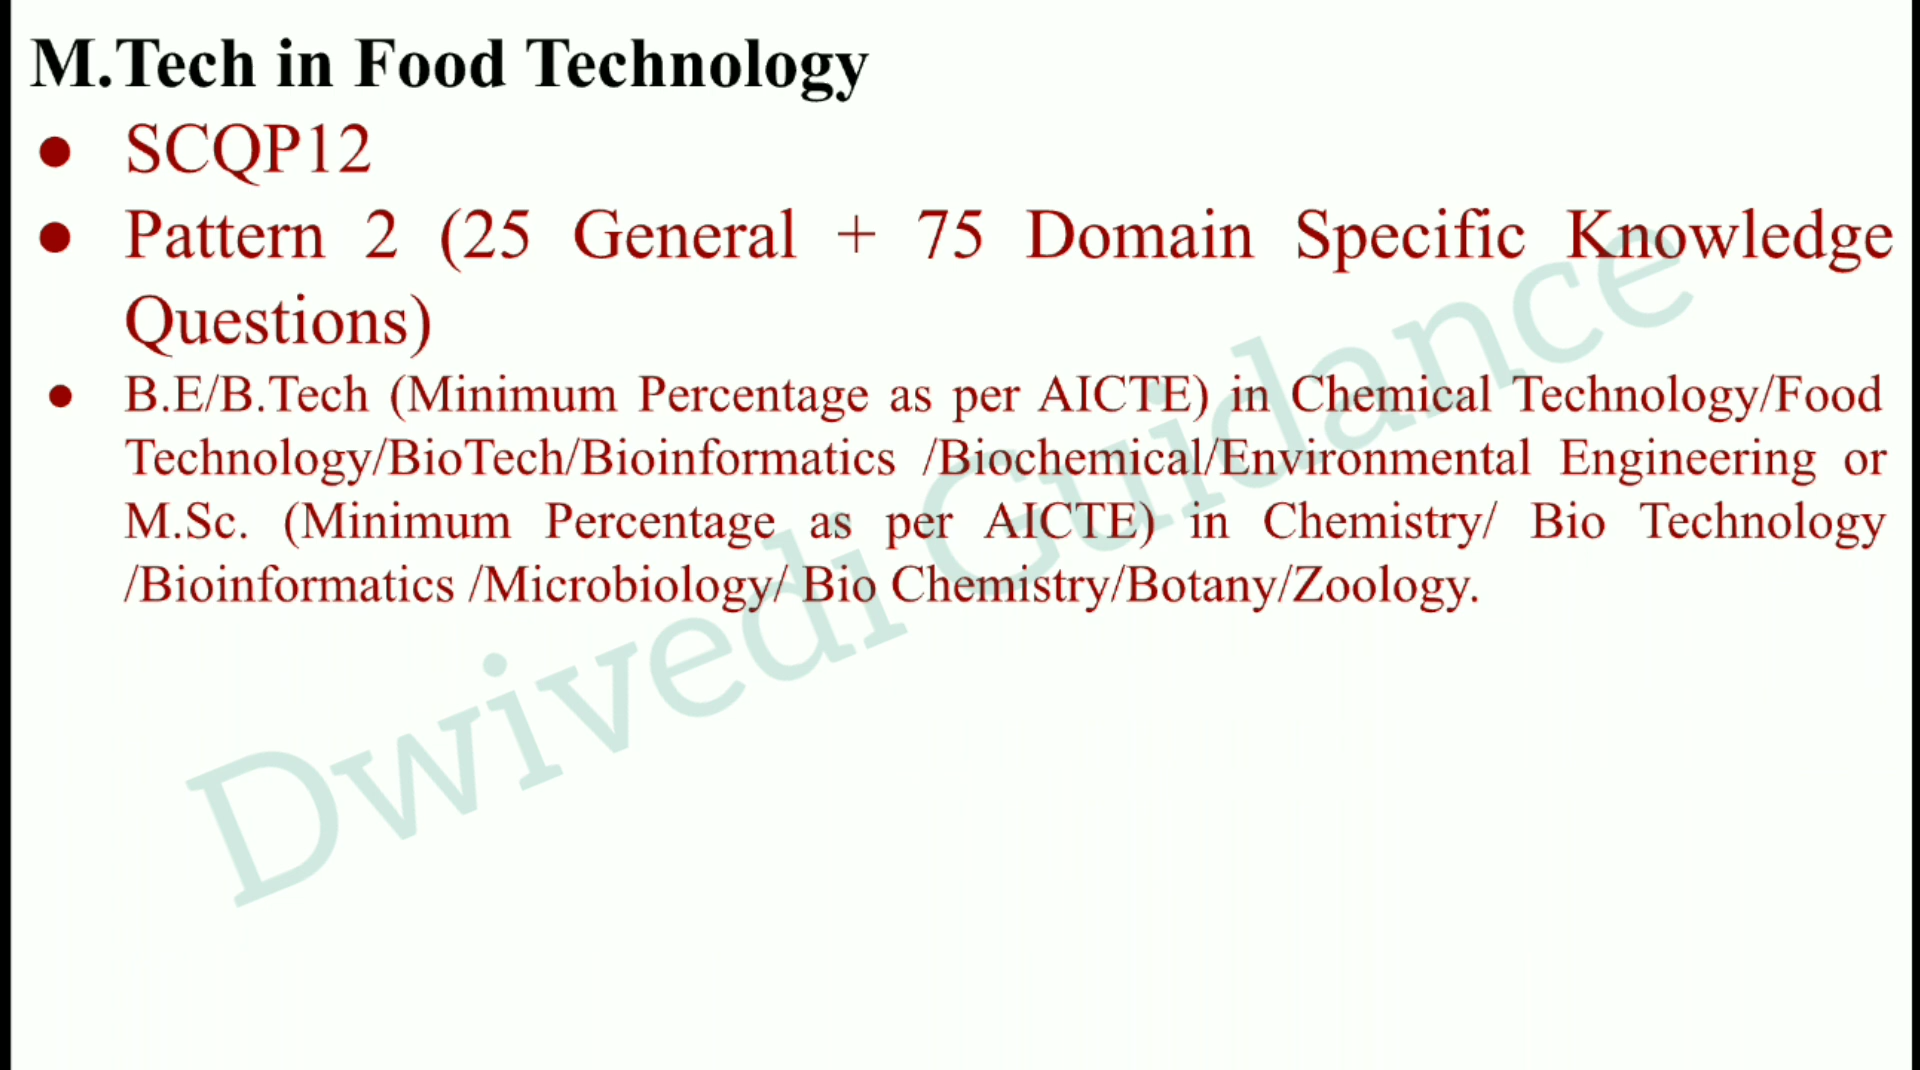 M.Tech in Food Technology
● SCQP12
● Pattern 2 (25 General + 75 Domain Specific Knowledge
Questions)
● B.E/B.Tech (Minimum Percentage as per AICTE) in Chemical Technology/Food
Technology/BioTech/Bioinformatics /Biochemical/Environmental Engineering or
M.Sc. (Minimum Percentage as per AICTE) in Chemistry/ Bio Technology
/Bioinformatics /Microbiology/ Bio Chemistry/Botany/Zoology.
Dwivedi Guidance